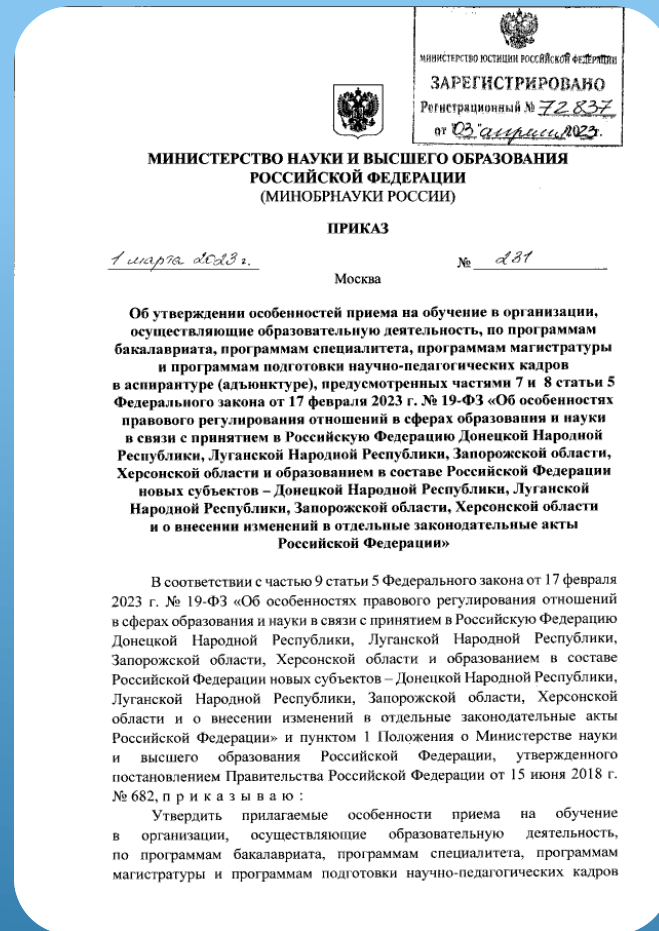 МИНИСТЕРСТВО ЮСТИЦИИ РОССИЙСКОЙ ФЕДЕРАЦИИ
ЗАРЕГИСТРИРОВАНО
Регистрационный № 72837
от "03" апреля 2023г.
МИНИСТЕРСТВО НАУКИ И ВЫСШЕГО ОБРАЗОВАНИЯ
РОССИЙСКОЙ ФЕДЕРАЦИИ
(МИНОБРНАУКИ РОССИИ)
ПРИКАЗ
1 марта 2023 г. № 231
Москва
Об утверждении особенностей приема на обучение в организации,
осуществляющие образовательную деятельность, по программам
бакалавриата, программам специалитета, программам магистратуры
и программам подготовки научно-педагогических кадров
в аспирантуре (адъюнктуре), предусмотренных частями 7 и 8 статьи 5
Федерального закона от 17 февраля 2023 г. № 19-ФЗ «Об особенностях
правового регулирования отношений в сферах образования и науки
в связи с принятием в Российскую Федерацию Донецкой Народной
Республики, Луганской Народной Республики, Запорожской области,
Херсонской области и образованием в составе Российской Федерации
новых субъектов – Донецкой Народной Республики, Луганской
Народной Республики, Запорожской области, Херсонской области
и о внесении изменений в отдельные законодательные акты
Российской Федерации»
В соответствии с частью 9 статьи 5 Федерального закона от 17 февраля
2023 г. № 19-ФЗ «Об особенностях правового регулирования отношений
в сферах образования и науки в связи с принятием в Российскую Федерацию
Донецкой Народной Республики, Луганской Народной Республики,
Запорожской области, Херсонской области и образованием в составе
Российской Федерации новых субъектов – Донецкой Народной Республики,
Луганской Народной Республики, Запорожской области, Херсонской
области и о внесении изменений в отдельные законодательные акты
Российской Федерации» и пунктом 1 Положения о Министерстве науки
и высшего образования Российской Федерации, утвержденного
постановлением Правительства Российской Федерации от 15 июня 2018 г.
№ 682, п р и к а з ы в а ю :
Утвердить прилагаемые особенности приема на обучение
в организации, осуществляющие образовательную деятельность,
по программам бакалавриата, программам специалитета, программам
магистратуры и программам подготовки научно-педагогических кадров